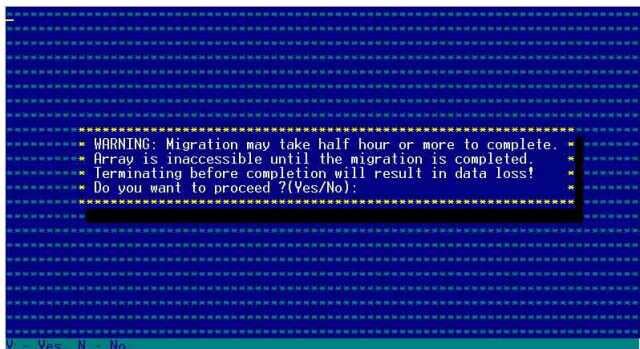 WARNING: Migration may take half hour or more to complete.
Array is inaccessible until the migration is completed.
Terminating before completion will result in data loss!
Do you want to proceed ?(Yes/No):
Y - Yes  N - No